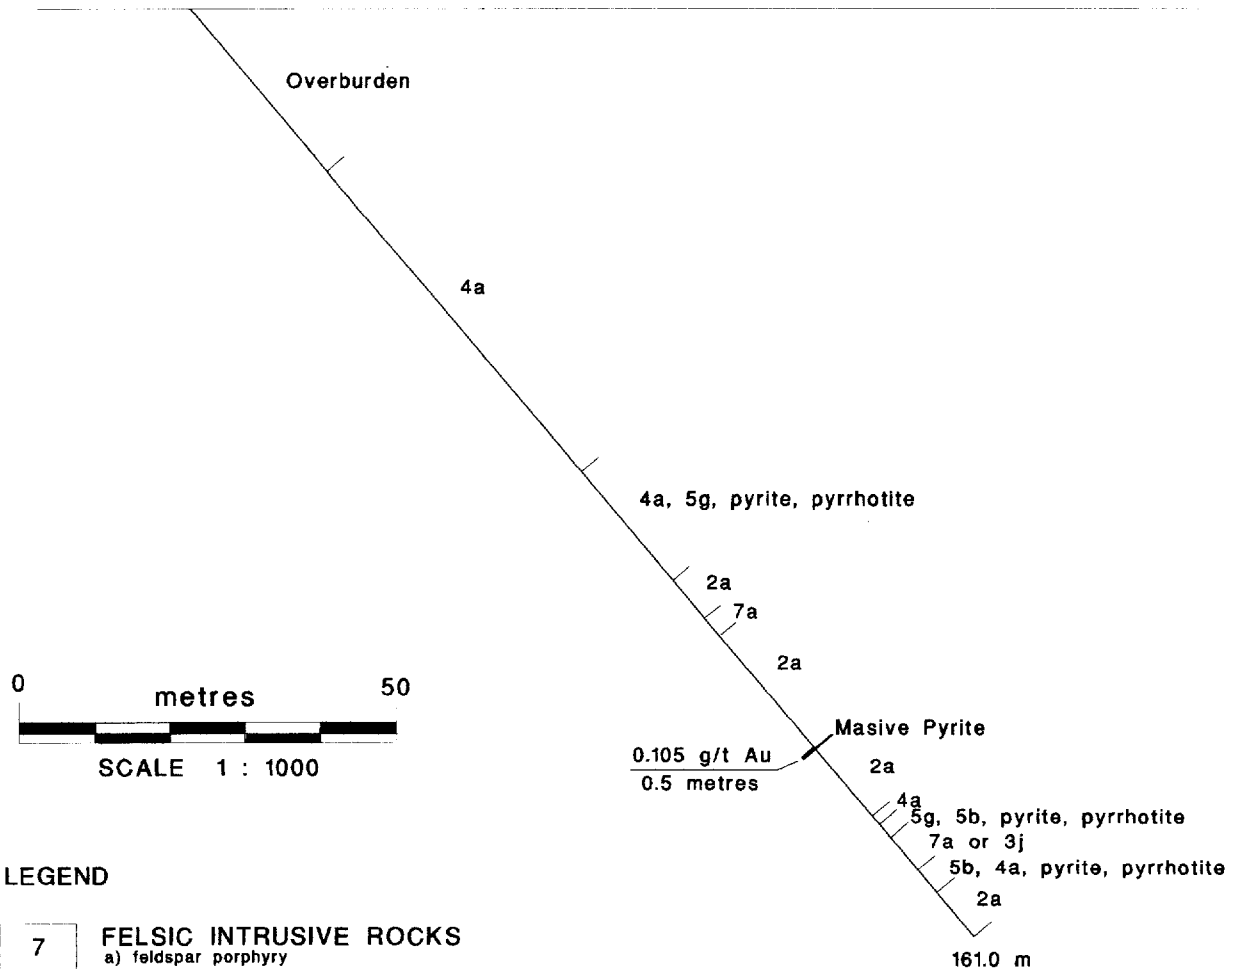 Overburden
4a
4a, 5g, pyrite, pyrrhotite
2a
7a
2a
0 metres 50
SCALE 1 : 1000
Masive Pyrite
0.105 g/t Au
0.5 metres
2a
4a
5g, 5b, pyrite, pyrrhotite
7a or 3j
5b, 4a, pyrite, pyrrhotite
2a
161.0 m
LEGEND
7 FELSIC INTRUSIVE ROCKS
a) feldspar porphyry